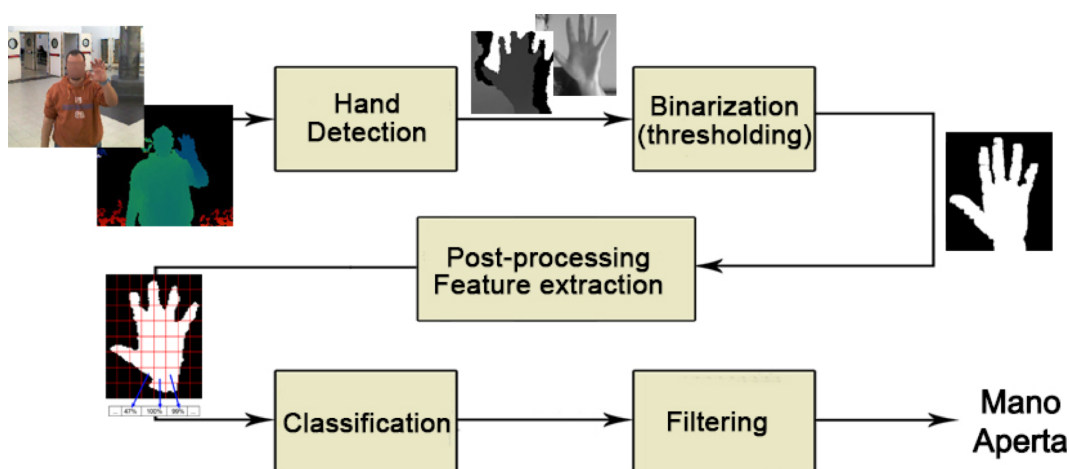 Hand
Detection
Binarization
(thresholding)
Post-processing
Feature extraction
... 47% 100% 99% ...
Classification
Filtering
Mano
Aperta